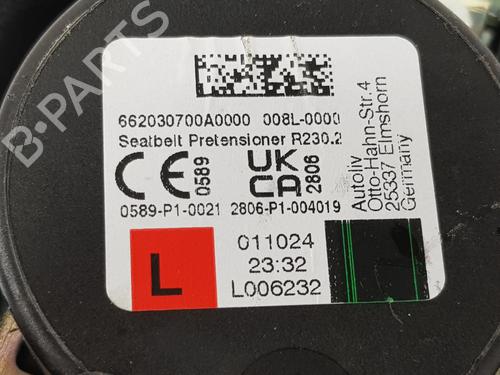 B-PARTS
662030700A0000 008L-0000
Seatbelt Pretensioner R230.2
CE 0589
UK CA 2806
0589-P1-0021 2806-P1-004019
Autoliv
Otto-Hahn-Str.4
25337 Elmshorn
Germany
L
011024
23:32
L006232